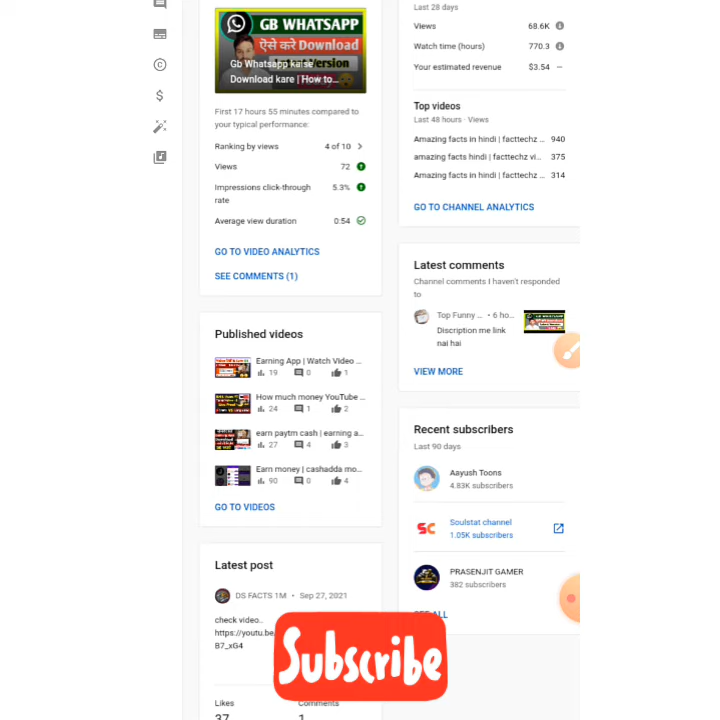 GB WHATSAPP
ऐसे करे Download
Gb Whatsapp kaise
Download kare | How to...
First 17 hours 55 minutes compared to
your typical performance:
Ranking by views 4 of 10
Views 72
Impressions click-through
rate 5.3%
Average view duration 0:54
GO TO VIDEO ANALYTICS
SEE COMMENTS (1)
Published videos
Earning App | Watch Video ...
19 0 1
How much money YouTube ...
24 1 2
earn paytm cash | earning a...
27 4 3
Earn money | cashadda mo...
90 0 4
GO TO VIDEOS
Latest post
DS FACTS 1M • Sep 27, 2021
check video..
https://youtu.be
B7_xG4
Likes Comments
37 1
Last 28 days
Views 68.6K
Watch time (hours) 770.3
Your estimated revenue $3.54 —
Top videos
Last 48 hours · Views
Amazing facts in hindi | facttechz ... 940
amazing facts hindi | facttechz vi... 375
Amazing facts in hindi | facttechz ... 314
GO TO CHANNEL ANALYTICS
Latest comments
Channel comments I haven't responded
to
Top Funny ... • 6 ho...
Discription me link
nai hai
VIEW MORE
Recent subscribers
Last 90 days
Aayush Toons
4.83K subscribers
SC
Soulstat channel
1.05K subscribers
PRASENJIT GAMER
382 subscribers
SEE ALL
Subscribe